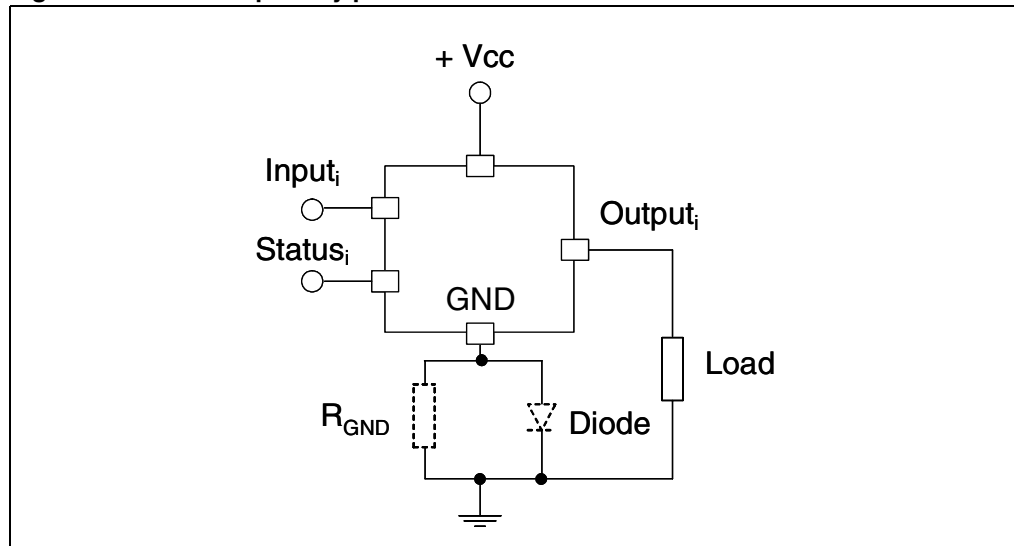 + Vcc
Inputᵢ
Outputᵢ
Statusᵢ
GND
Load
R_GND
Diode